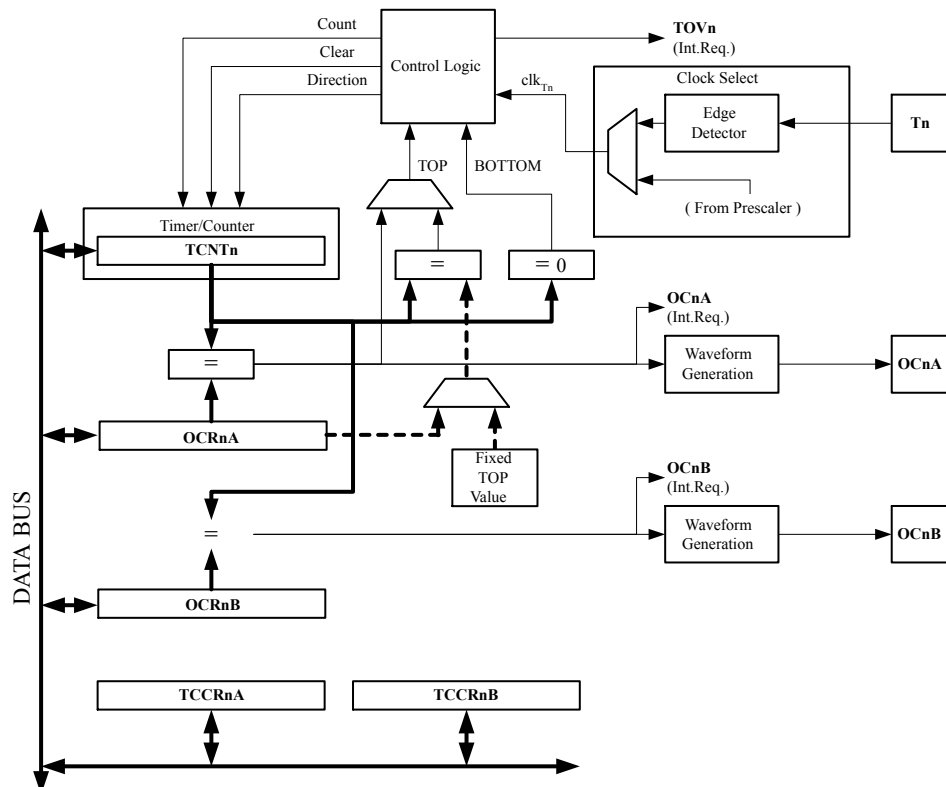 Count
Clear
Direction
Control Logic
TOVn
(Int.Req.)
clkTn
Clock Select
Edge
Detector
Tn
( From Prescaler )
TOP
BOTTOM
Timer/Counter
TCNTn
=
= 0
OCnA
(Int.Req.)
=
Waveform
Generation
OCnA
OCRnA
Fixed
TOP
Value
OCnB
(Int.Req.)
=
Waveform
Generation
OCnB
OCRnB
DATA BUS
TCCRnA
TCCRnB